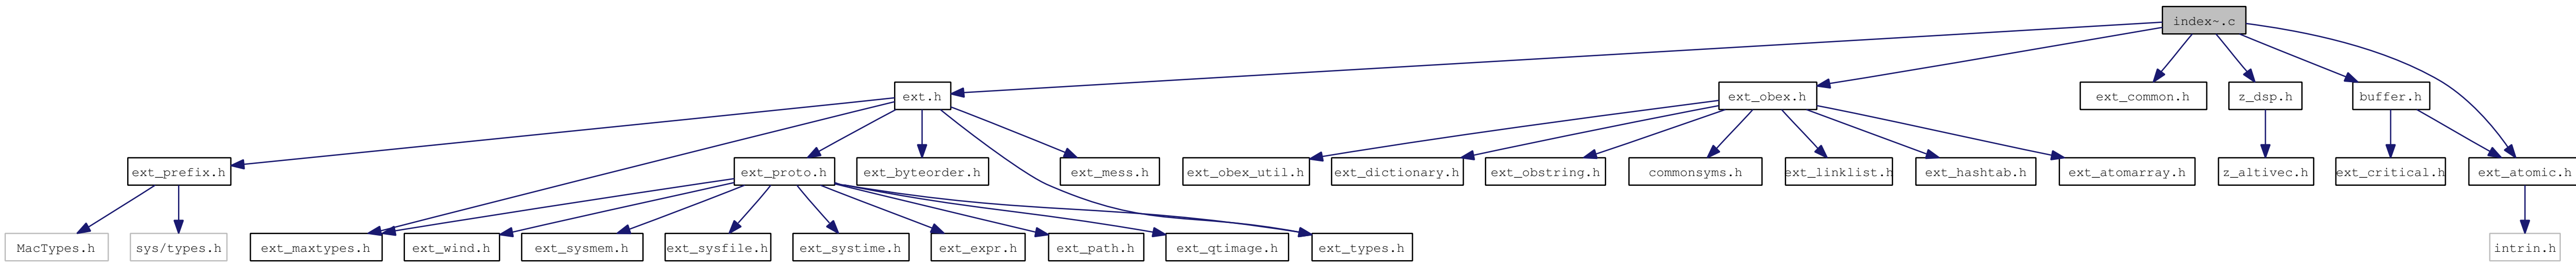 index~.c
ext.h
ext_obex.h
ext_common.h
z_dsp.h
buffer.h
ext_prefix.h
ext_proto.h
ext_byteorder.h
ext_mess.h
ext_obex_util.h
ext_dictionary.h
ext_obstring.h
commonsyms.h
ext_linklist.h
ext_hashtab.h
ext_atomarray.h
z_altivec.h
ext_critical.h
ext_atomic.h
MacTypes.h
sys/types.h
ext_maxtypes.h
ext_wind.h
ext_sysmem.h
ext_sysfile.h
ext_systime.h
ext_expr.h
ext_path.h
ext_qtimage.h
ext_types.h
intrin.h